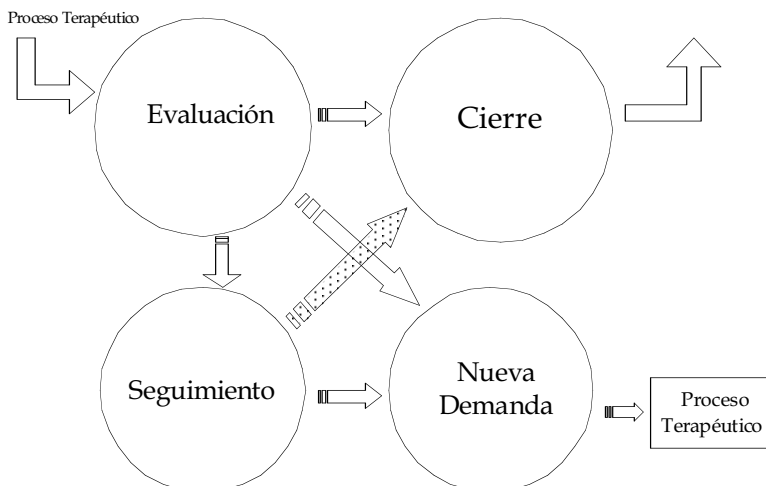 Proceso Terapéutico
Evaluación
Cierre
Seguimiento
Nueva
Demanda
Proceso
Terapéutico